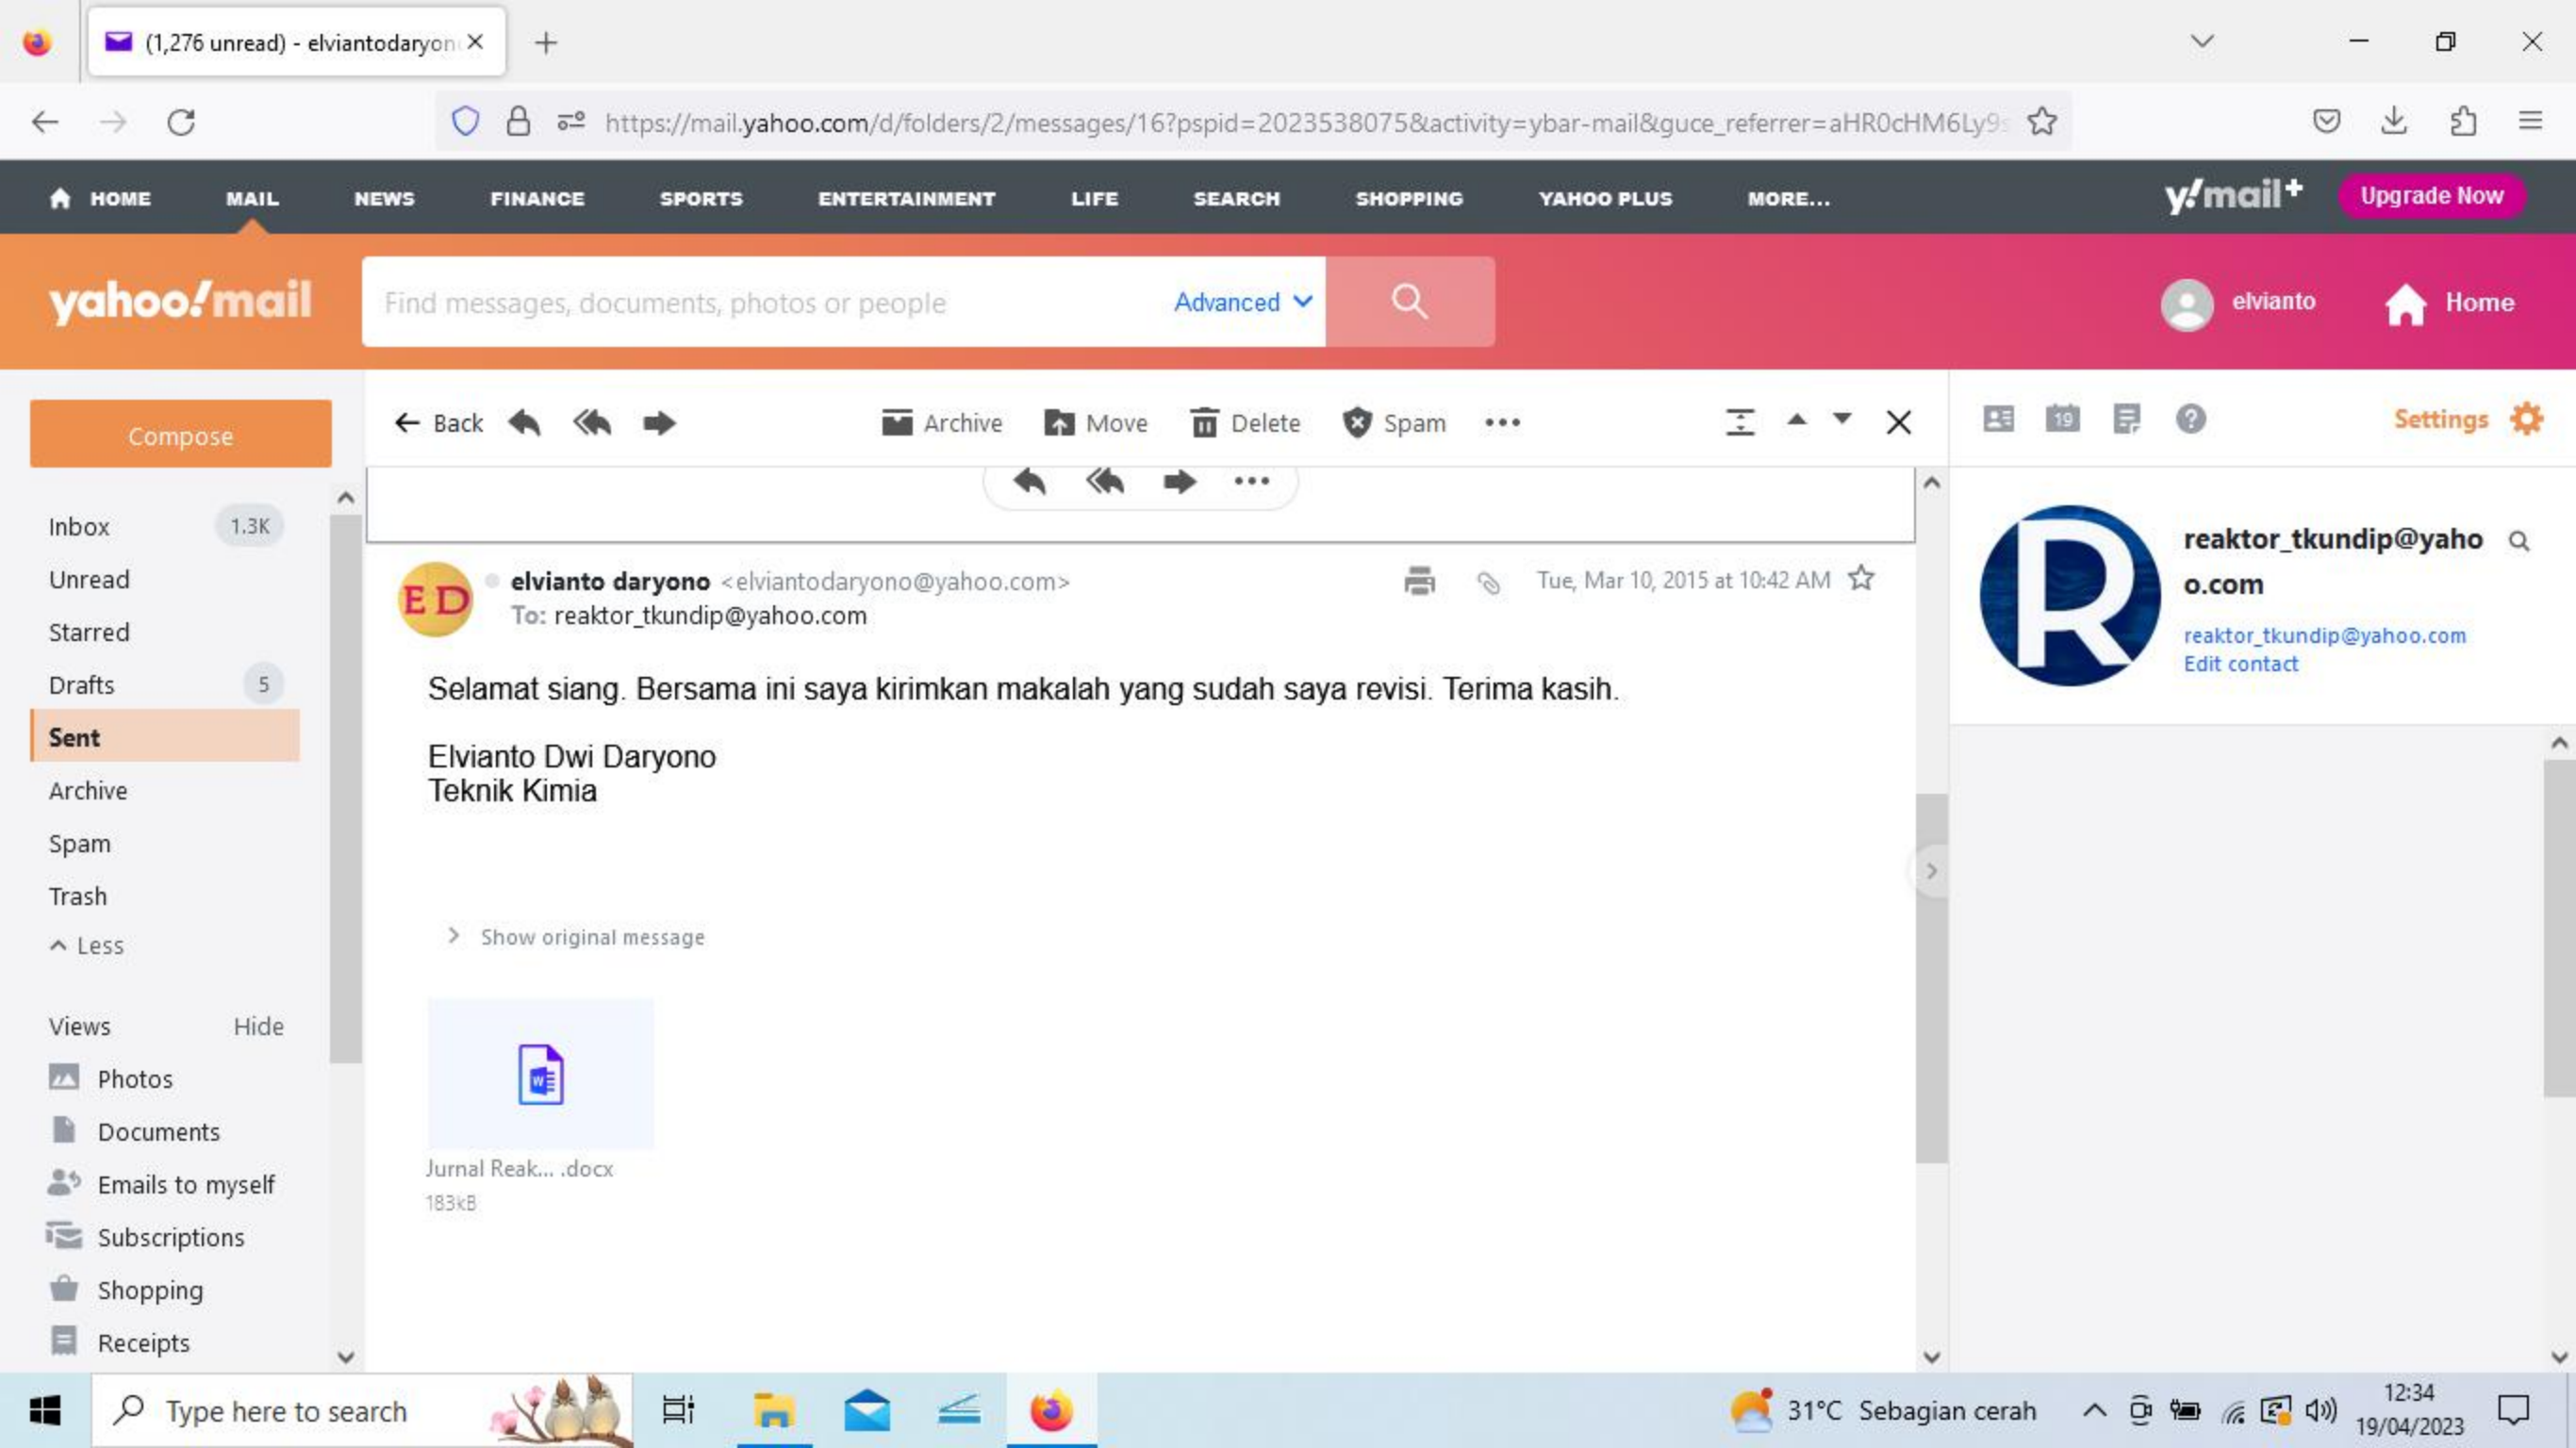 (1,276 unread) - elviantodaryon
https://mail.yahoo.com/d/folders/2/messages/16?pspid=2023538075&activity=ybar-mail&guce_referrer=aHR0cHM6Ly9s
HOME MAIL NEWS FINANCE SPORTS ENTERTAINMENT LIFE SEARCH SHOPPING YAHOO PLUS MORE... y!mail+ Upgrade Now
yahoo!mail Find messages, documents, photos or people Advanced elvianto Home
Compose
Back Archive Move Delete Spam 19 Settings
Inbox 1.3K
Unread
Starred
Drafts 5
Sent
Archive
Spam
Trash
Less
Views Hide
Photos
Documents
Emails to myself
Subscriptions
Shopping
Receipts
ED elvianto daryono <elviantodaryono@yahoo.com> Tue, Mar 10, 2015 at 10:42 AM
To: reaktor_tkundip@yahoo.com
Selamat siang. Bersama ini saya kirimkan makalah yang sudah saya revisi. Terima kasih.
Elvianto Dwi Daryono
Teknik Kimia
Show original message
W
Jurnal Reak... .docx
183kB
R
reaktor_tkundip@yaho
o.com
reaktor_tkundip@yahoo.com
Edit contact
Type here to search 31°C Sebagian cerah 12:34
19/04/2023